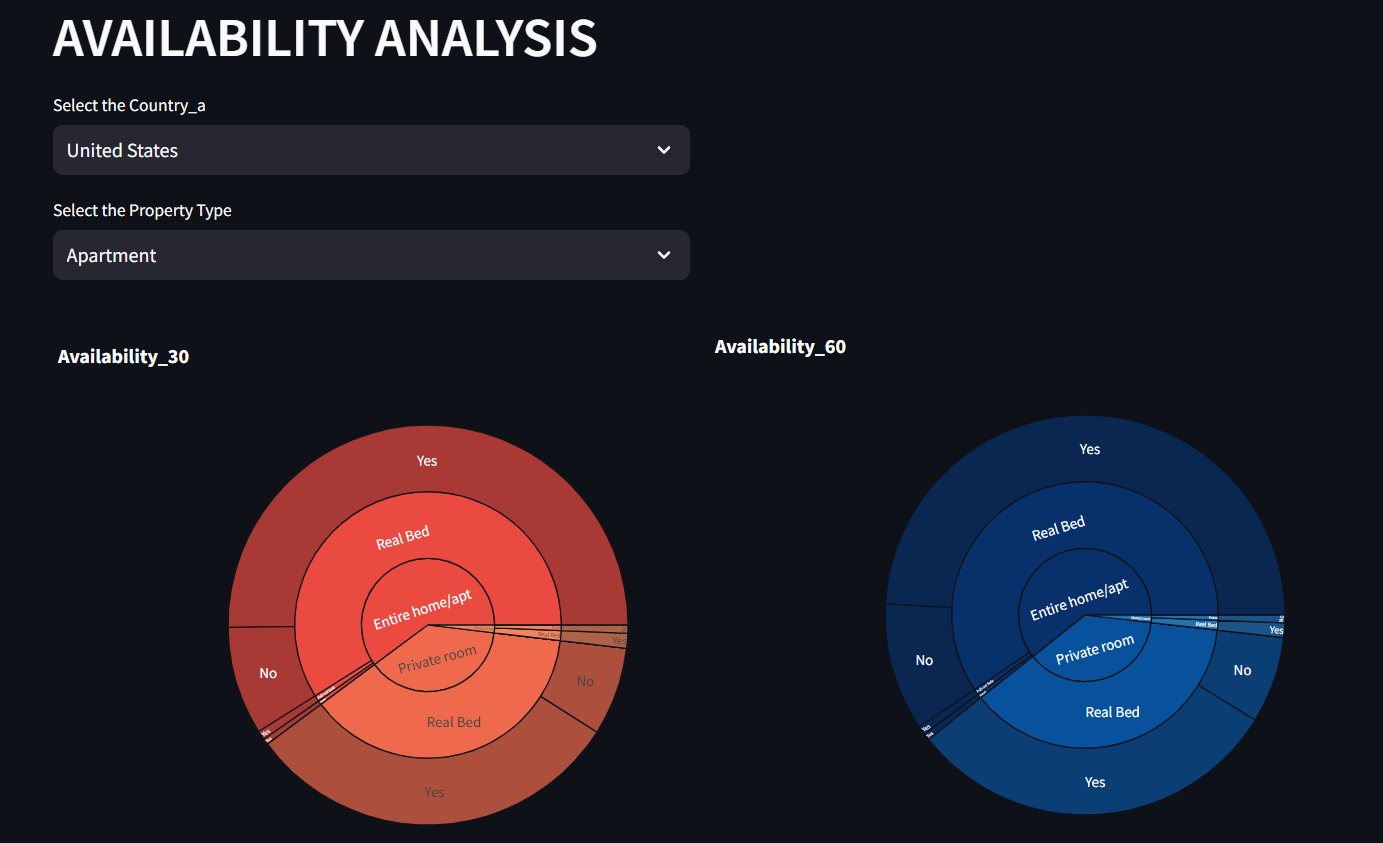 AVAILABILITY ANALYSIS
Select the Country_a
United States
Select the Property Type
Apartment
Availability_30
Yes
Real Bed
Entire home/apt
No
Private room
Real Bed
No
Yes
Real Bed
Yes
Yes
Availability_60
Yes
Real Bed
Entire home/apt
No
Private room
Real Bed
No
Yes
Real Bed
Yes
No
Yes
Yes